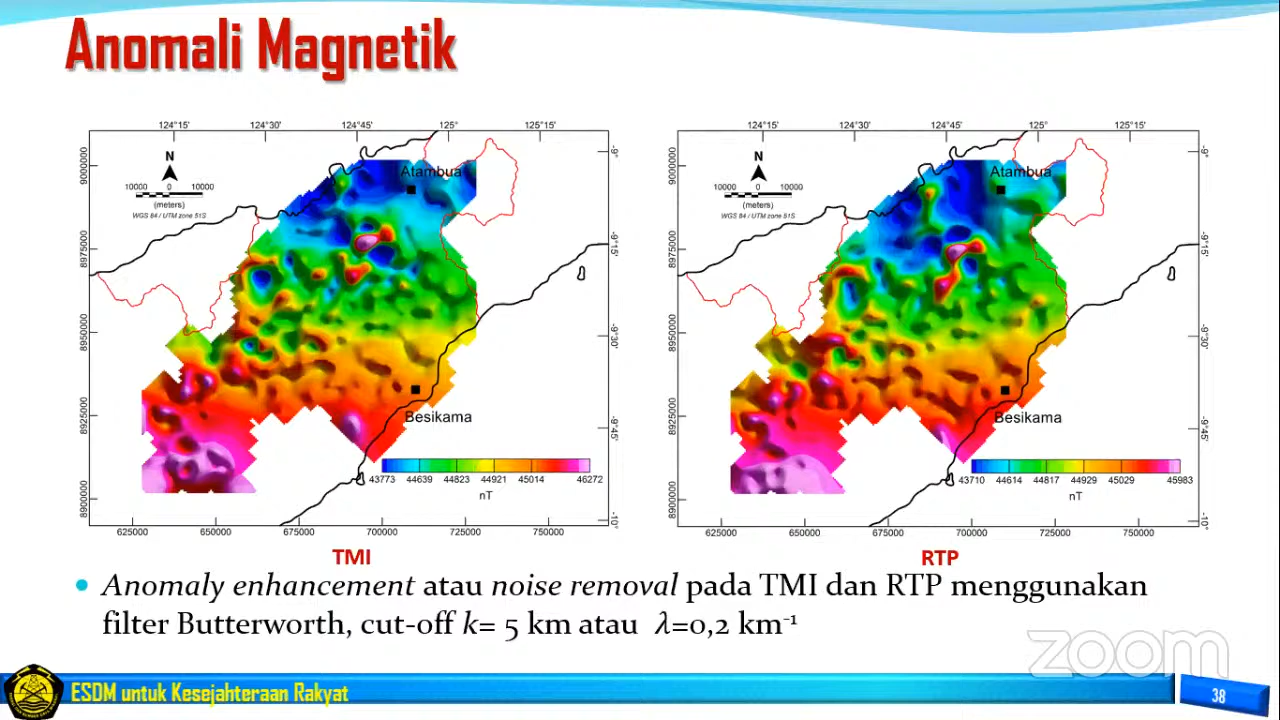 Anomali Magnetik
124°15' 124°30' 124°45' 125° 125°15'
N
10000 0 10000
(meters)
WGS 84 / UTM zone 51S
Atambua
Besikama
43773 44639 44823 44921 45014 46272
nT
9000000
8975000
8950000
8925000
8900000
-9°
-9°15'
-9°30'
-9°45'
-10°
625000 650000 675000 700000 725000 750000
TMI
124°15' 124°30' 124°45' 125° 125°15'
N
10000 0 10000
(meters)
WGS 84 / UTM zone 51S
Atambua
Besikama
43710 44614 44817 44929 45029 45983
nT
9000000
8975000
8950000
8925000
8900000
-9°
-9°15'
-9°30'
-9°45'
-10°
625000 650000 675000 700000 725000 750000
RTP
• Anomaly enhancement atau noise removal pada TMI dan RTP menggunakan
filter Butterworth, cut-off k= 5 km atau λ=0,2 km⁻¹
zoom
ESDM untuk Kesejahteraan Rakyat
38